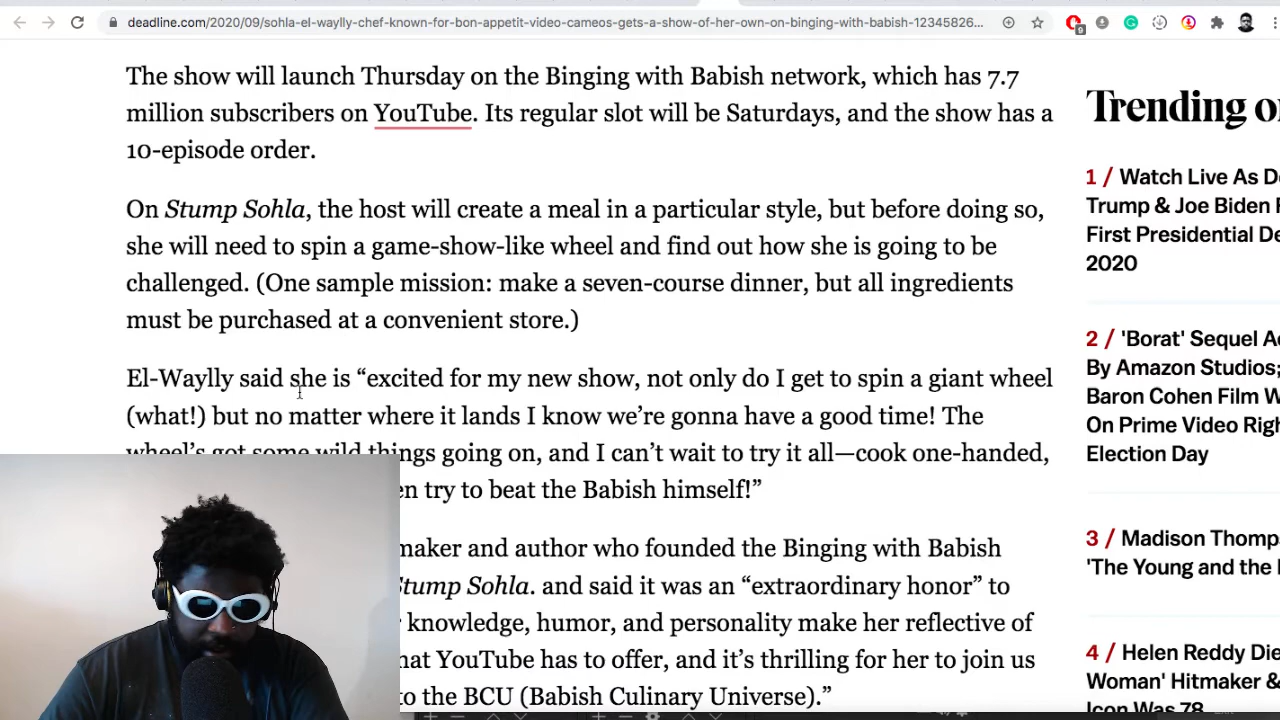 deadline.com/2020/09/sohla-el-waylly-chef-known-for-bon-appetit-video-cameos-gets-a-show-of-her-own-on-binging-with-babish-12345826...
9
The show will launch Thursday on the Binging with Babish network, which has 7.7
million subscribers on YouTube. Its regular slot will be Saturdays, and the show has a
10-episode order.
On Stump Sohla, the host will create a meal in a particular style, but before doing so,
she will need to spin a game-show-like wheel and find out how she is going to be
challenged. (One sample mission: make a seven-course dinner, but all ingredients
must be purchased at a convenient store.)
El-Waylly said she is “excited for my new show, not only do I get to spin a giant wheel
(what!) but no matter where it lands I know we’re gonna have a good time! The
wheel’s got some wild things going on, and I can’t wait to try it all—cook one-handed,
en try to beat the Babish himself!”
maker and author who founded the Binging with Babish
Stump Sohla. and said it was an “extraordinary honor” to
knowledge, humor, and personality make her reflective of
hat YouTube has to offer, and it’s thrilling for her to join us
to the BCU (Babish Culinary Universe).”
Trending o
1 / Watch Live As D
Trump & Joe Biden
First Presidential De
2020
2 / 'Borat' Sequel A
By Amazon Studios;
Baron Cohen Film W
On Prime Video Rig
Election Day
3 / Madison Thomp
'The Young and the
4 / Helen Reddy Die
Woman' Hitmaker &
Icon Was 78